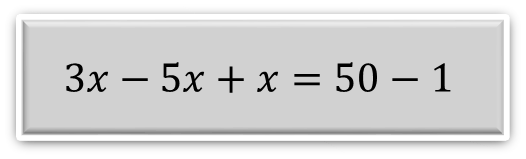 3x − 5x + x = 50 − 1